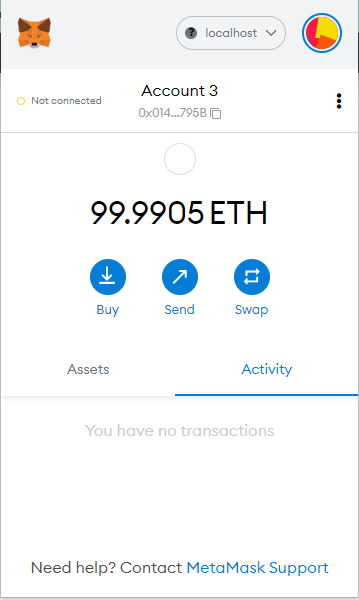 localhost
Not connected
Account 3
0x014...795B
99.9905 ETH
Buy
Send
Swap
Assets
Activity
You have no transactions
Need help? Contact MetaMask Support